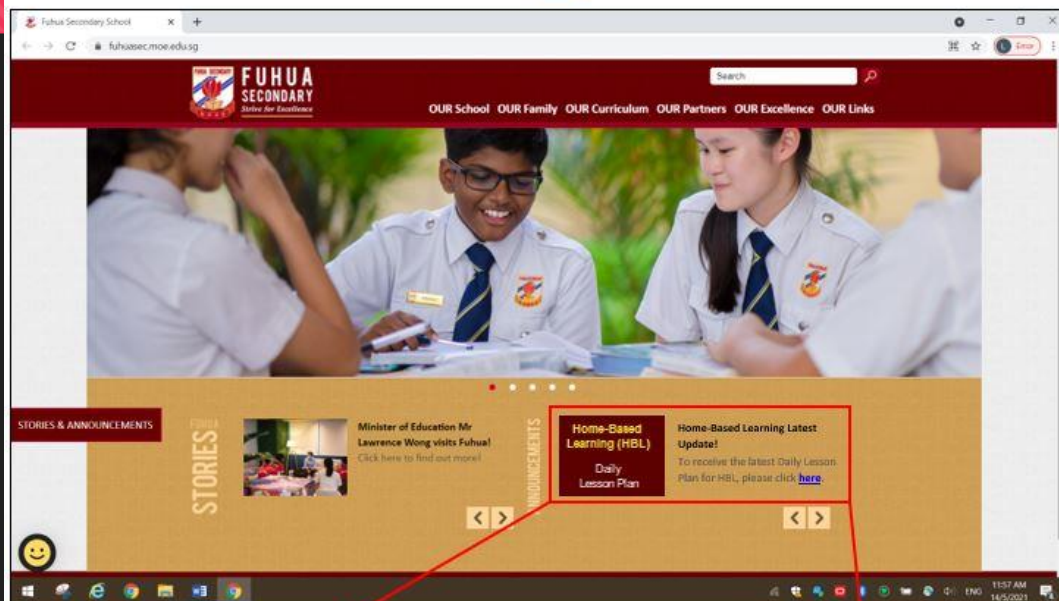 Fuhua Secondary School
fuhuasec.moe.edu.sg
Error
FUHUA
SECONDARY
Strive for Excellence
Search
OUR School OUR Family OUR Curriculum OUR Partners OUR Excellence OUR Links
STORIES & ANNOUNCEMENTS
FUHUA
STORIES
Minister of Education Mr
Lawrence Wong visits Fuhua!
Click here to find out more!
ANNOUNCEMENTS
Home-Based
Learning (HBL)
Daily
Lesson Plan
Home-Based Learning Latest
Update!
To receive the latest Daily Lesson
Plan for HBL, please click here.
ENG
11:57 AM
14/5/2021